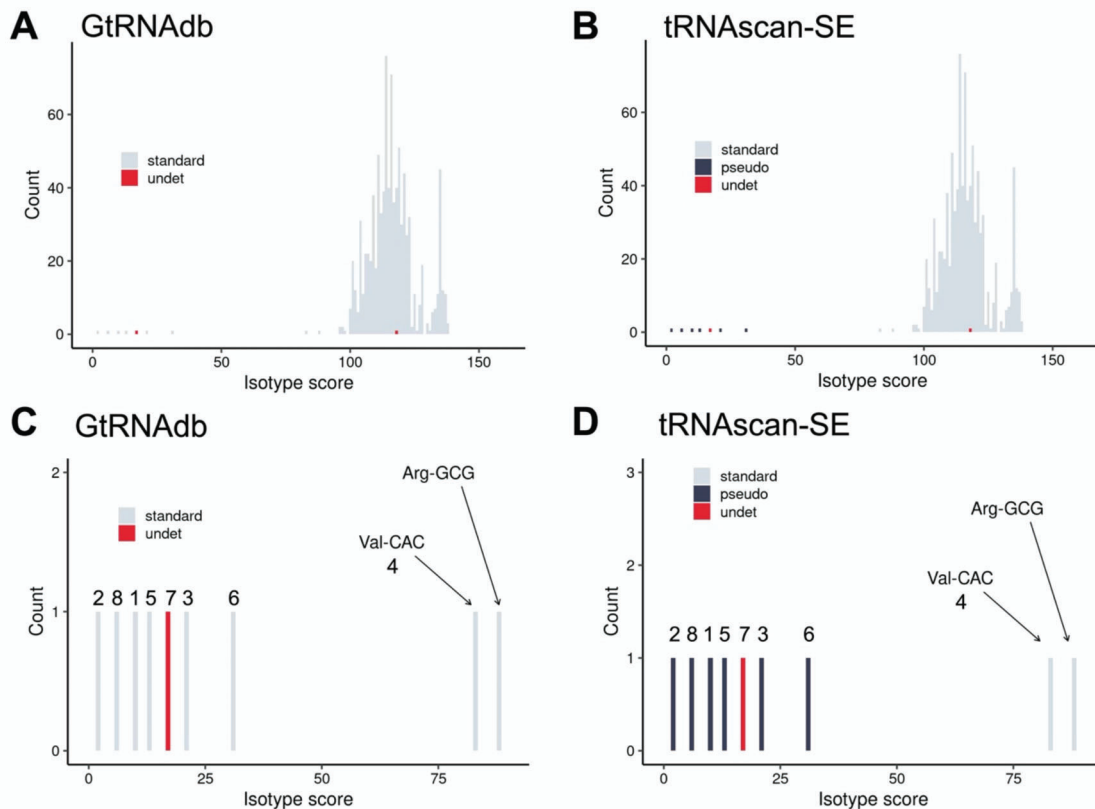 A GtRNAdb
60
40
20
0
Count
standard
undet
0 50 100 150
Isotype score
B tRNAscan-SE
60
40
20
0
Count
standard
pseudo
undet
0 50 100 150
Isotype score
C GtRNAdb
2
1
0
Count
standard
undet
Arg-GCG
Val-CAC
4
2 8 1 5 7 3 6
0 25 50 75
Isotype score
D tRNAscan-SE
3
2
1
0
Count
standard
pseudo
undet
Arg-GCG
Val-CAC
4
2 8 1 5 7 3 6
0 25 50 75
Isotype score